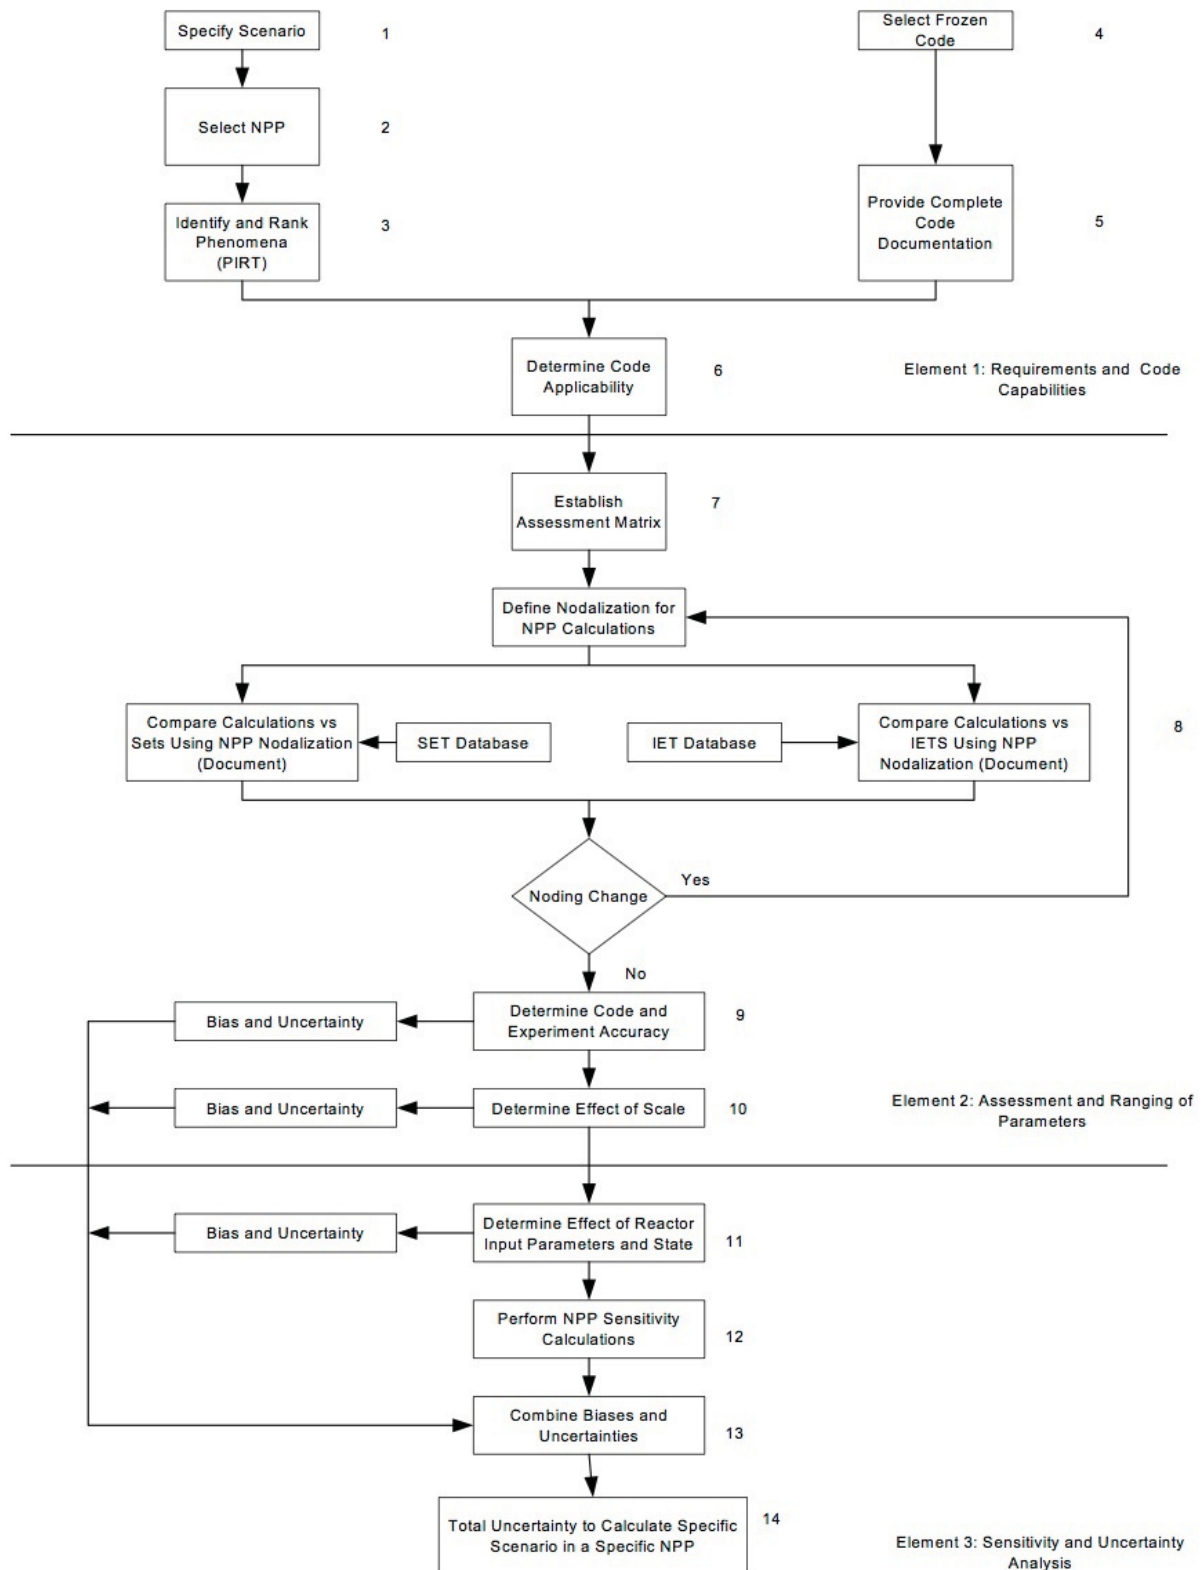 Specify Scenario
1
Select Frozen
Code
4
Select NPP
2
Identify and Rank
Phenomena
(PIRT)
3
Provide Complete
Code
Documentation
5
Determine Code
Applicability
6
Element 1: Requirements and Code
Capabilities
Establish
Assessment Matrix
7
Define Nodalization for
NPP Calculations
Compare Calculations vs
Sets Using NPP Nodalization
(Document)
SET Database
IET Database
Compare Calculations vs
IETS Using NPP
Nodalization (Document)
8
Noding Change
Yes
No
Bias and Uncertainty
Determine Code and
Experiment Accuracy
9
Bias and Uncertainty
Determine Effect of Scale
10
Element 2: Assessment and Ranging of
Parameters
Bias and Uncertainty
Determine Effect of Reactor
Input Parameters and State
11
Perform NPP Sensitivity
Calculations
12
Combine Biases and
Uncertainties
13
Total Uncertainty to Calculate Specific
Scenario in a Specific NPP
14
Element 3: Sensitivity and Uncertainty
Analysis